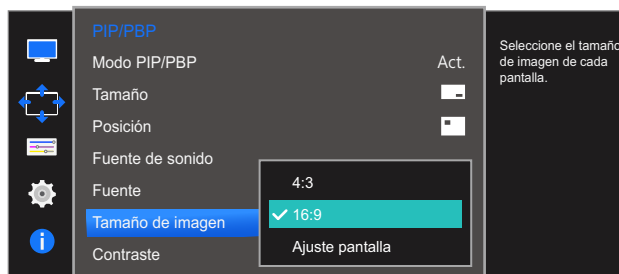 PIP/PBP
Modo PIP/PBP Act.
Tamaño
Posición
Fuente de sonido
Fuente
Tamaño de imagen
Contraste
4:3
16:9
Ajuste pantalla
Seleccione el tamaño
de imagen de cada
pantalla.